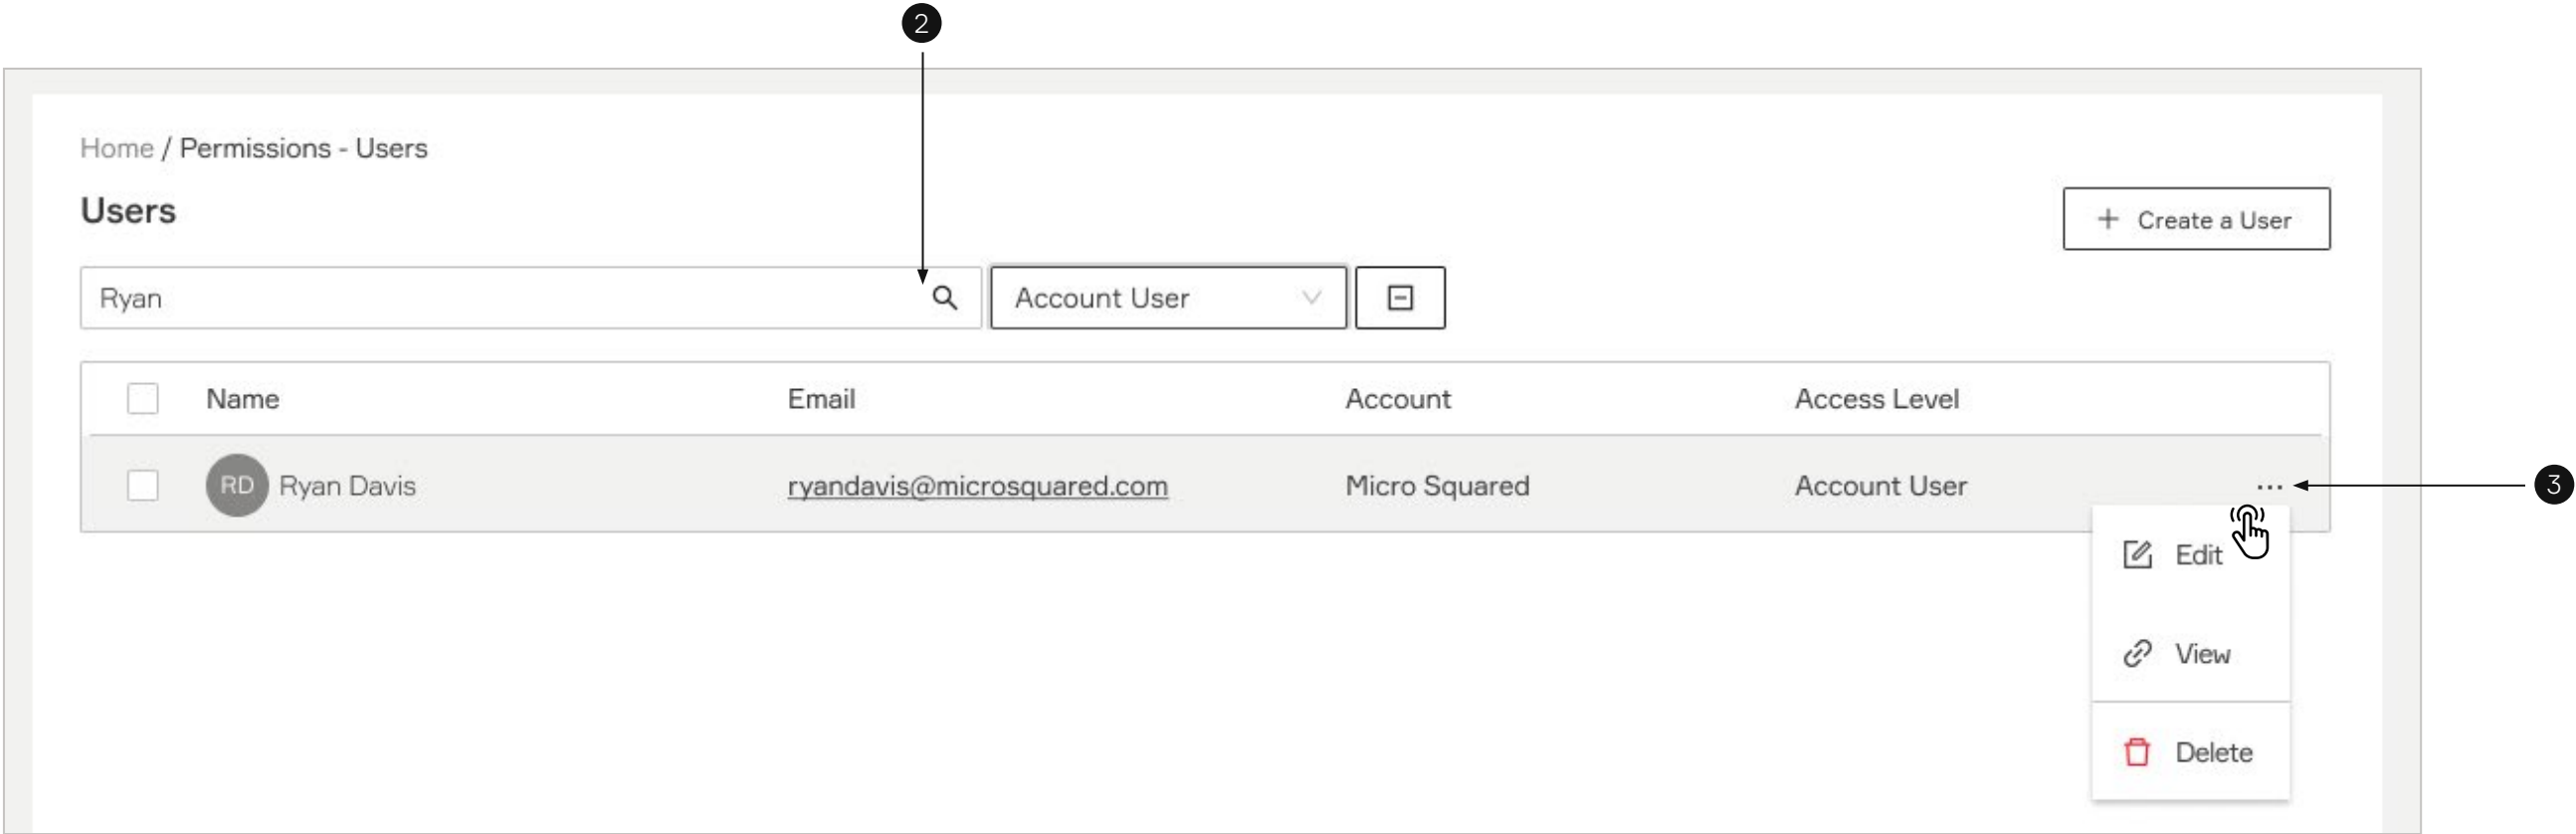 2
Home / Permissions - Users
Users
+ Create a User
Ryan
Account User
Name Email Account Access Level
RD Ryan Davis ryandavis@microsquared.com Micro Squared Account User ... 3
Edit
View
Delete